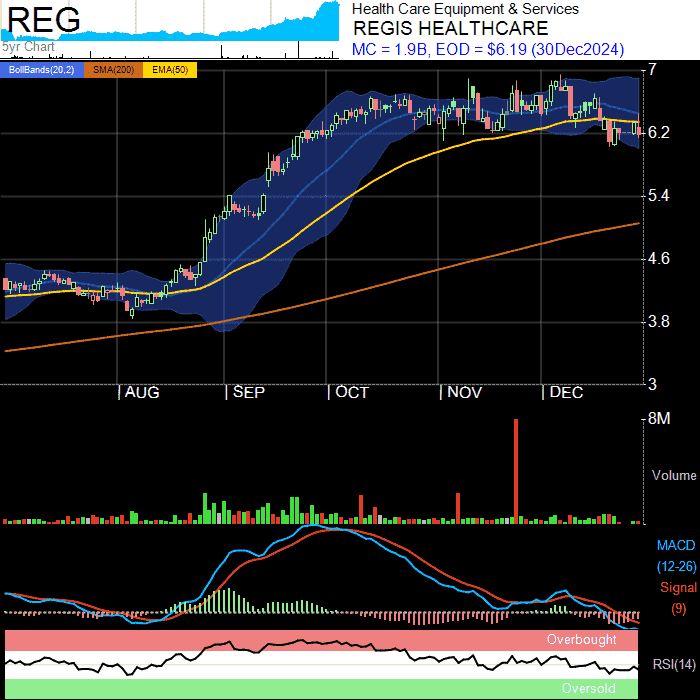 REG
5yr Chart
Health Care Equipment & Services
REGIS HEALTHCARE
MC = 1.9B, EOD = $6.19 (30Dec2024)
BollBands(20,2) SMA(200) EMA(50)
7
6.2
5.4
4.6
3.8
3
AUG SEP OCT NOV DEC
8M
Volume
MACD
(12-26)
Signal
(9)
Overbought
RSI(14)
Oversold